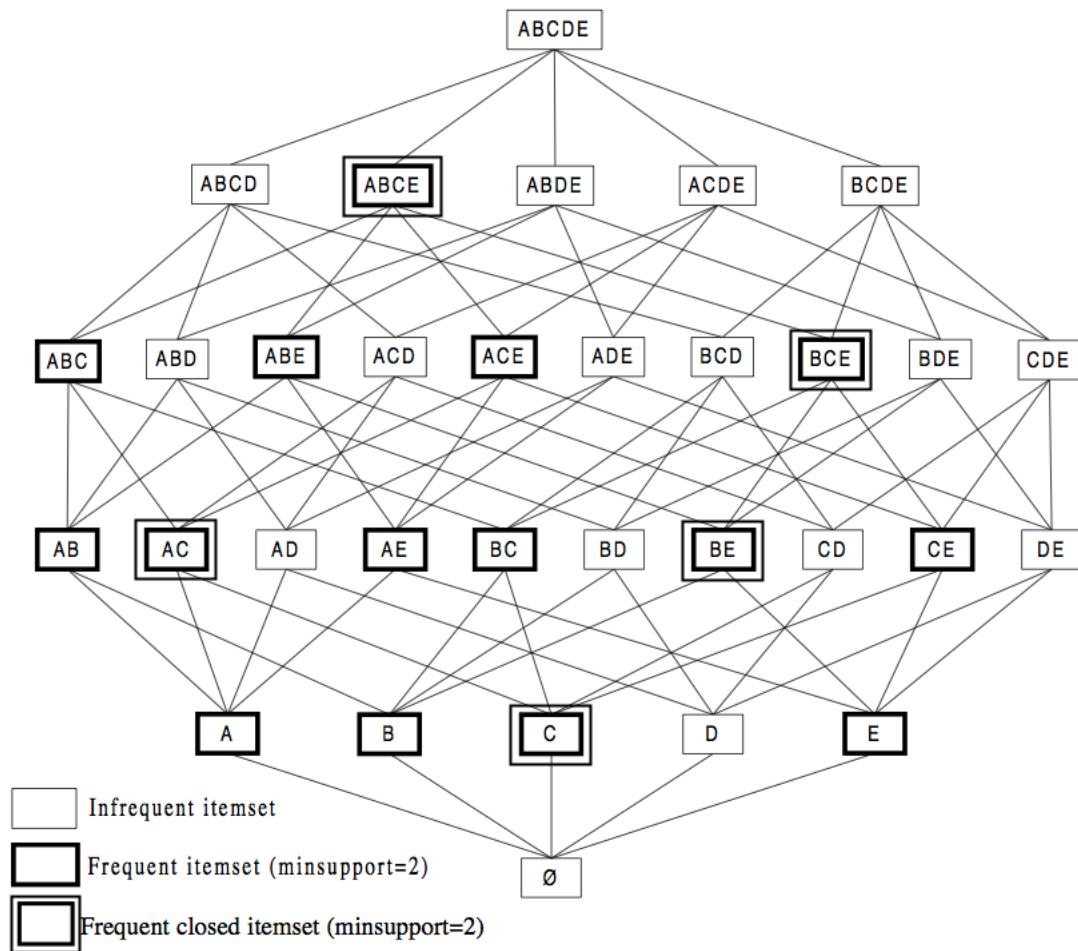 ABCDE
ABCD ABCE ABDE ACDE BCDE
ABC ABD ABE ACD ACE ADE BCD BCE BDE CDE
AB AC AD AE BC BD BE CD CE DE
A B C D E
Infrequent itemset
Frequent itemset (minsupport=2)
Ø
Frequent closed itemset (minsupport=2)